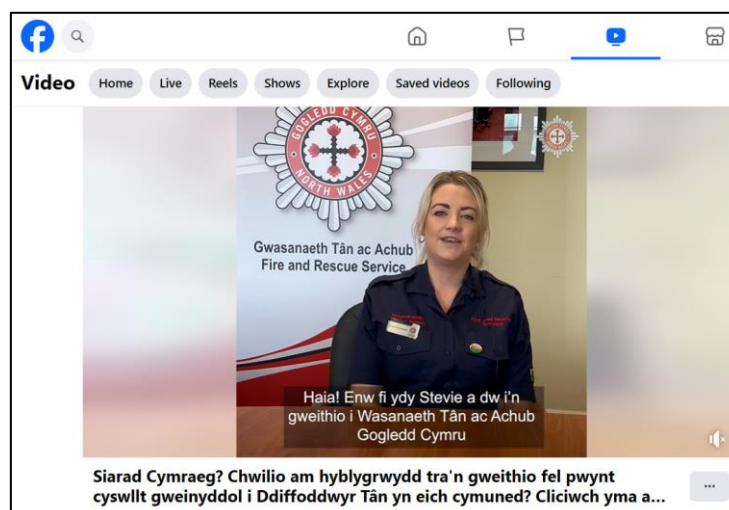 Video Home Live Reels Shows Explore Saved videos Following
GOGLEDD CYMRU
NORTH WALES
Gwasanaeth Tân ac Achub
Fire and Rescue Service
Haia! Enw fi ydy Stevie a dw i'n
gweithio i Wasanaeth Tân ac Achub
Gogledd Cymru
Siarad Cymraeg? Chwilio am hyblygrwydd tra'n gweithio fel pwynt
cyswllt gweinyddol i Ddiffoddwyr Tân yn eich cymuned? Cliciwch yma a...